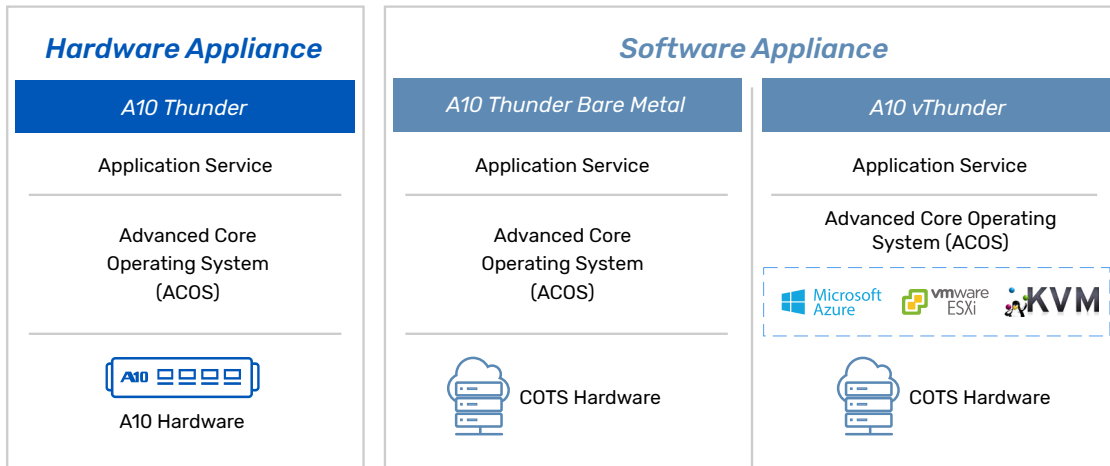 Hardware Appliance
A10 Thunder
Application Service
Advanced Core
Operating System
(ACOS)
A10
A10 Hardware
Software Appliance
A10 Thunder Bare Metal
Application Service
Advanced Core
Operating System
(ACOS)
COTS Hardware
A10 vThunder
Application Service
Advanced Core Operating
System (ACOS)
Microsoft
Azure
vmware
ESXi
KVM
COTS Hardware